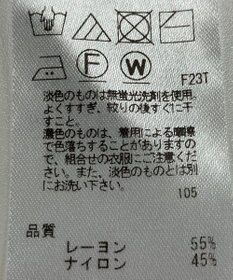 F W
F23T
淡色のものは無蛍光洗剤を使用、
よくすすぎ、絞りの後すぐに干
すこと。
濃色のものは、着用による摩擦
で色落ちすることがありますの
で、組合せの衣服にご注意くださ
い。また、淡色のものとは別
にお洗い下さい。
105
品質
レーヨン 55%
ナイロン 45%